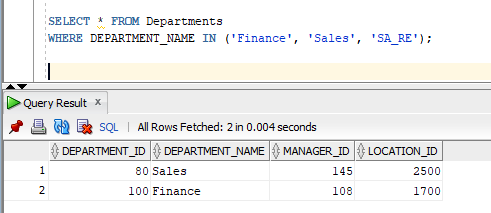 SELECT * FROM Departments
WHERE DEPARTMENT_NAME IN ('Finance', 'Sales', 'SA_RE');
Query Result x
SQL | All Rows Fetched: 2 in 0.004 seconds
DEPARTMENT_ID DEPARTMENT_NAME MANAGER_ID LOCATION_ID
1 80 Sales 145 2500
2 100 Finance 108 1700